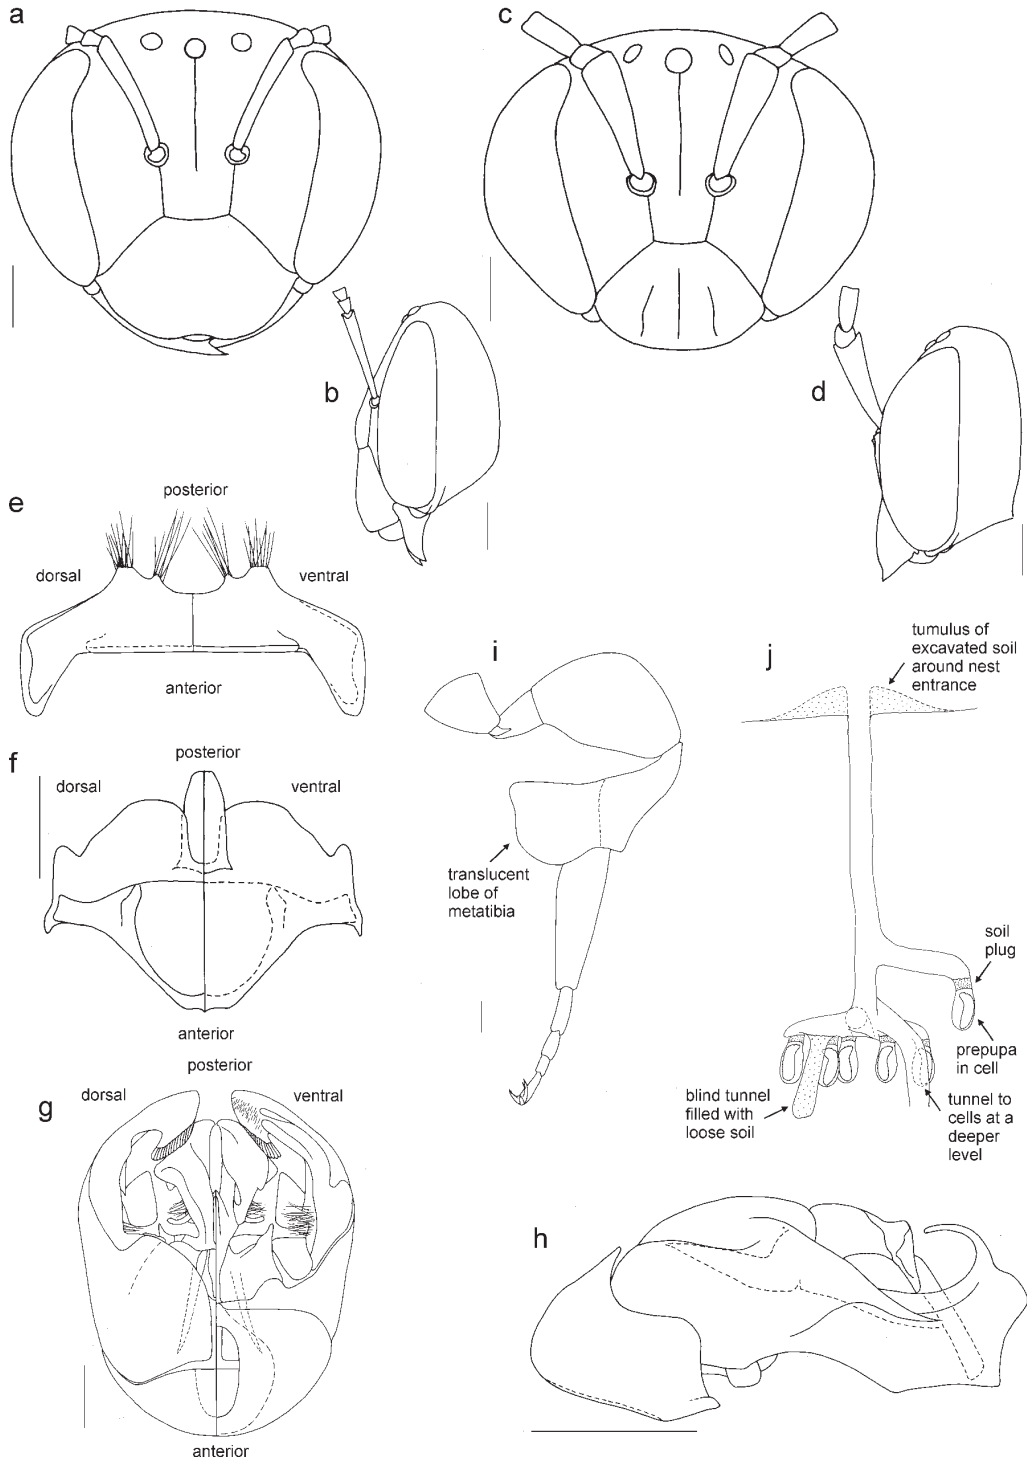 a
c
b
d
e
posterior
dorsal
ventral
anterior
i
j
tumulus of
excavated soil
around nest
entrance
f
posterior
dorsal
ventral
anterior
translucent
lobe of
metatibia
soil
plug
prepupa
in cell
blind tunnel
filled with
loose soil
tunnel to
cells at a
deeper
level
g
posterior
dorsal
ventral
anterior
h